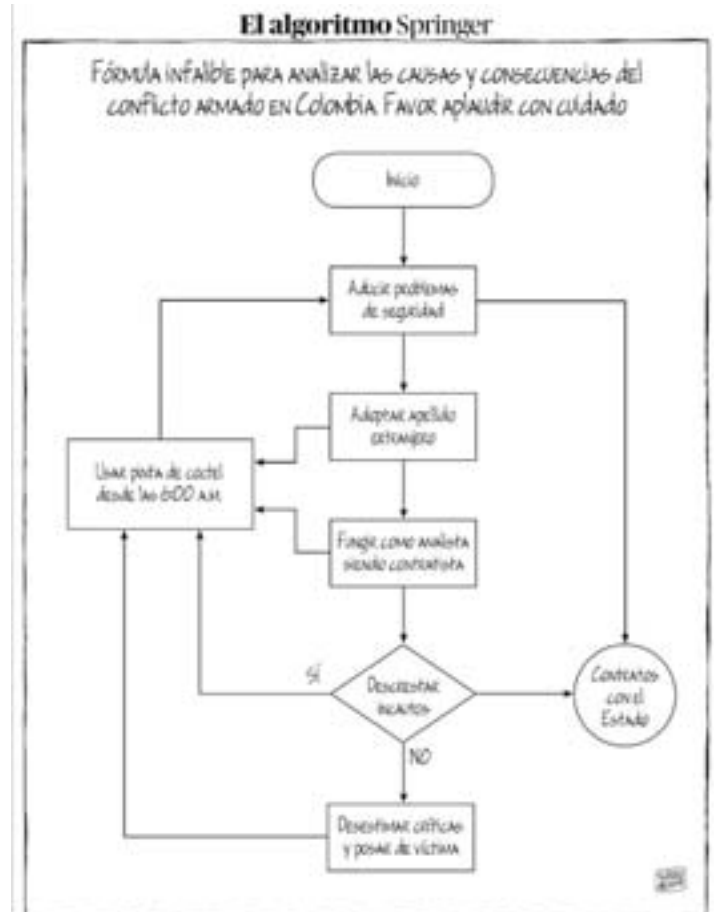 El algoritmo Springer
Fórmula infalible para analizar las causas y consecuencias del
conflicto armado en Colombia. Favor aplaudir con cuidado
Inicio
Aducir problemas
de seguridad
Adoptar apellido
extranjero
Usar pinta de coctel
desde las 6:00 A.M.
Fungir como analista
siendo contratista
SÍ
Descrestar
incautos
Contratos
con el
Estado
NO
Desestimar críticas
y posar de víctima